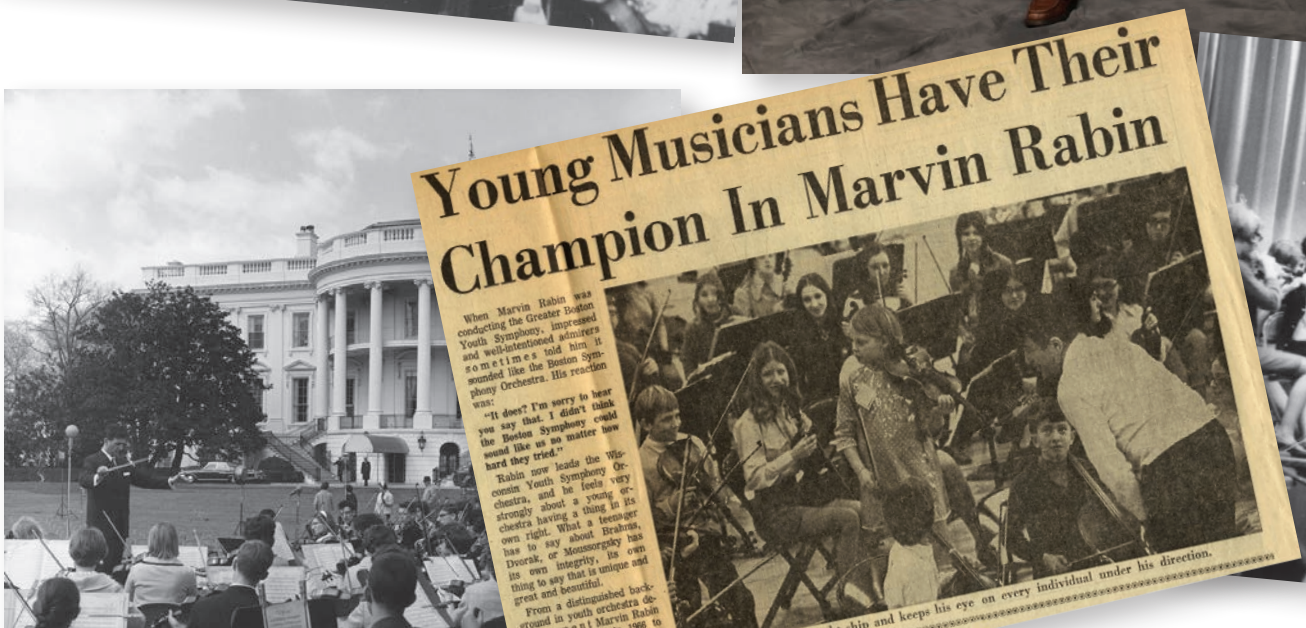 Young Musicians Have Their
Champion In Marvin Rabin
When Marvin Rabin was
conducting the Greater Boston
Youth Symphony, impressed
and well-intentioned admirers
sometimes told him it
sounded like the Boston Sym-
phony Orchestra. His reaction
was:
"It does? I'm sorry to hear
you say that. I didn't think
the Boston Symphony could
sound like us no matter how
hard they tried."
Rabin now leads the Wis-
consin Youth Symphony Or-
chestra, and he feels very
strongly about a young or-
chestra having a thing in its
own right. What a teenager
has to say about Brahms,
Dvorak, or Moussorgsky has
its own integrity, its own
thing to say that is unique and
great and beautiful.
From a distinguished back-
ground in youth orchestra de-
Marvin Rabin
1966 to
ship and keeps his eye on every individual under his direction.